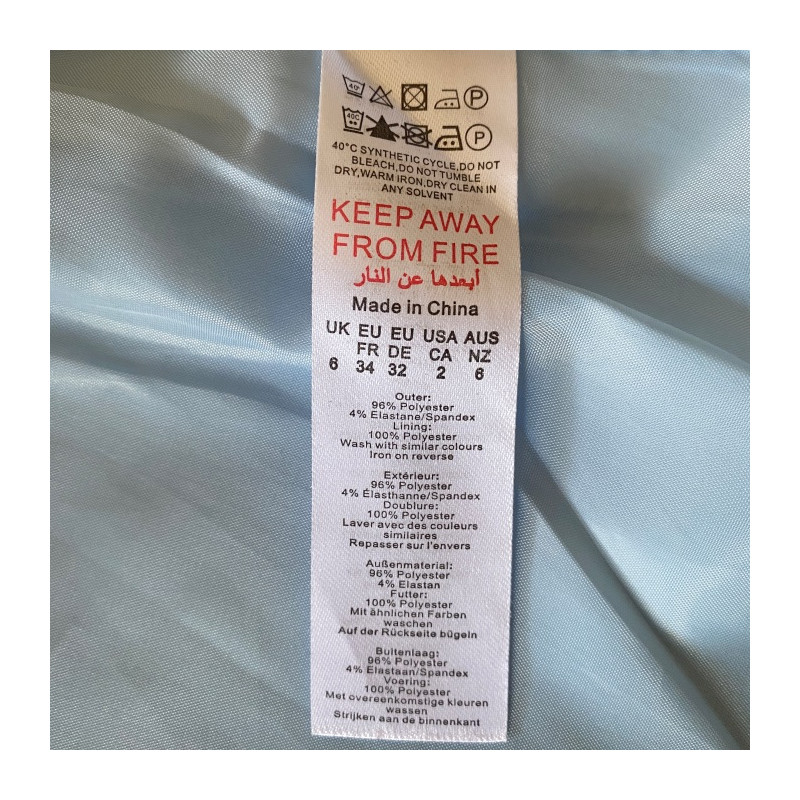 40°
P
40C
P
40°C SYNTHETIC CYCLE,DO NOT
BLEACH,DO NOT TUMBLE
DRY,WARM IRON,DRY CLEAN IN
ANY SOLVENT
KEEP AWAY
FROM FIRE
أبعدها عن النار
Made in China
UK EU EU USA AUS
FR DE CA NZ
6 34 32 2 6
Outer:
96% Polyester
4% Elastane/Spandex
Lining:
100% Polyester
Wash with similar colours
Iron on reverse
Extérieur:
96% Polyester
4% Élasthanne/Spandex
Doublure:
100% Polyester
Laver avec des couleurs
similaires
Repasser sur l'envers
Außenmaterial:
96% Polyester
4% Elastan
Futter:
100% Polyester
Mit ähnlichen Farben
waschen
Auf der Rückseite bügeln
Buitenlaag:
96% Polyester
4% Elastaan/Spandex
Voering:
100% Polyester
Met overeenkomstige kleuren
wassen
Strijken aan de binnenkant